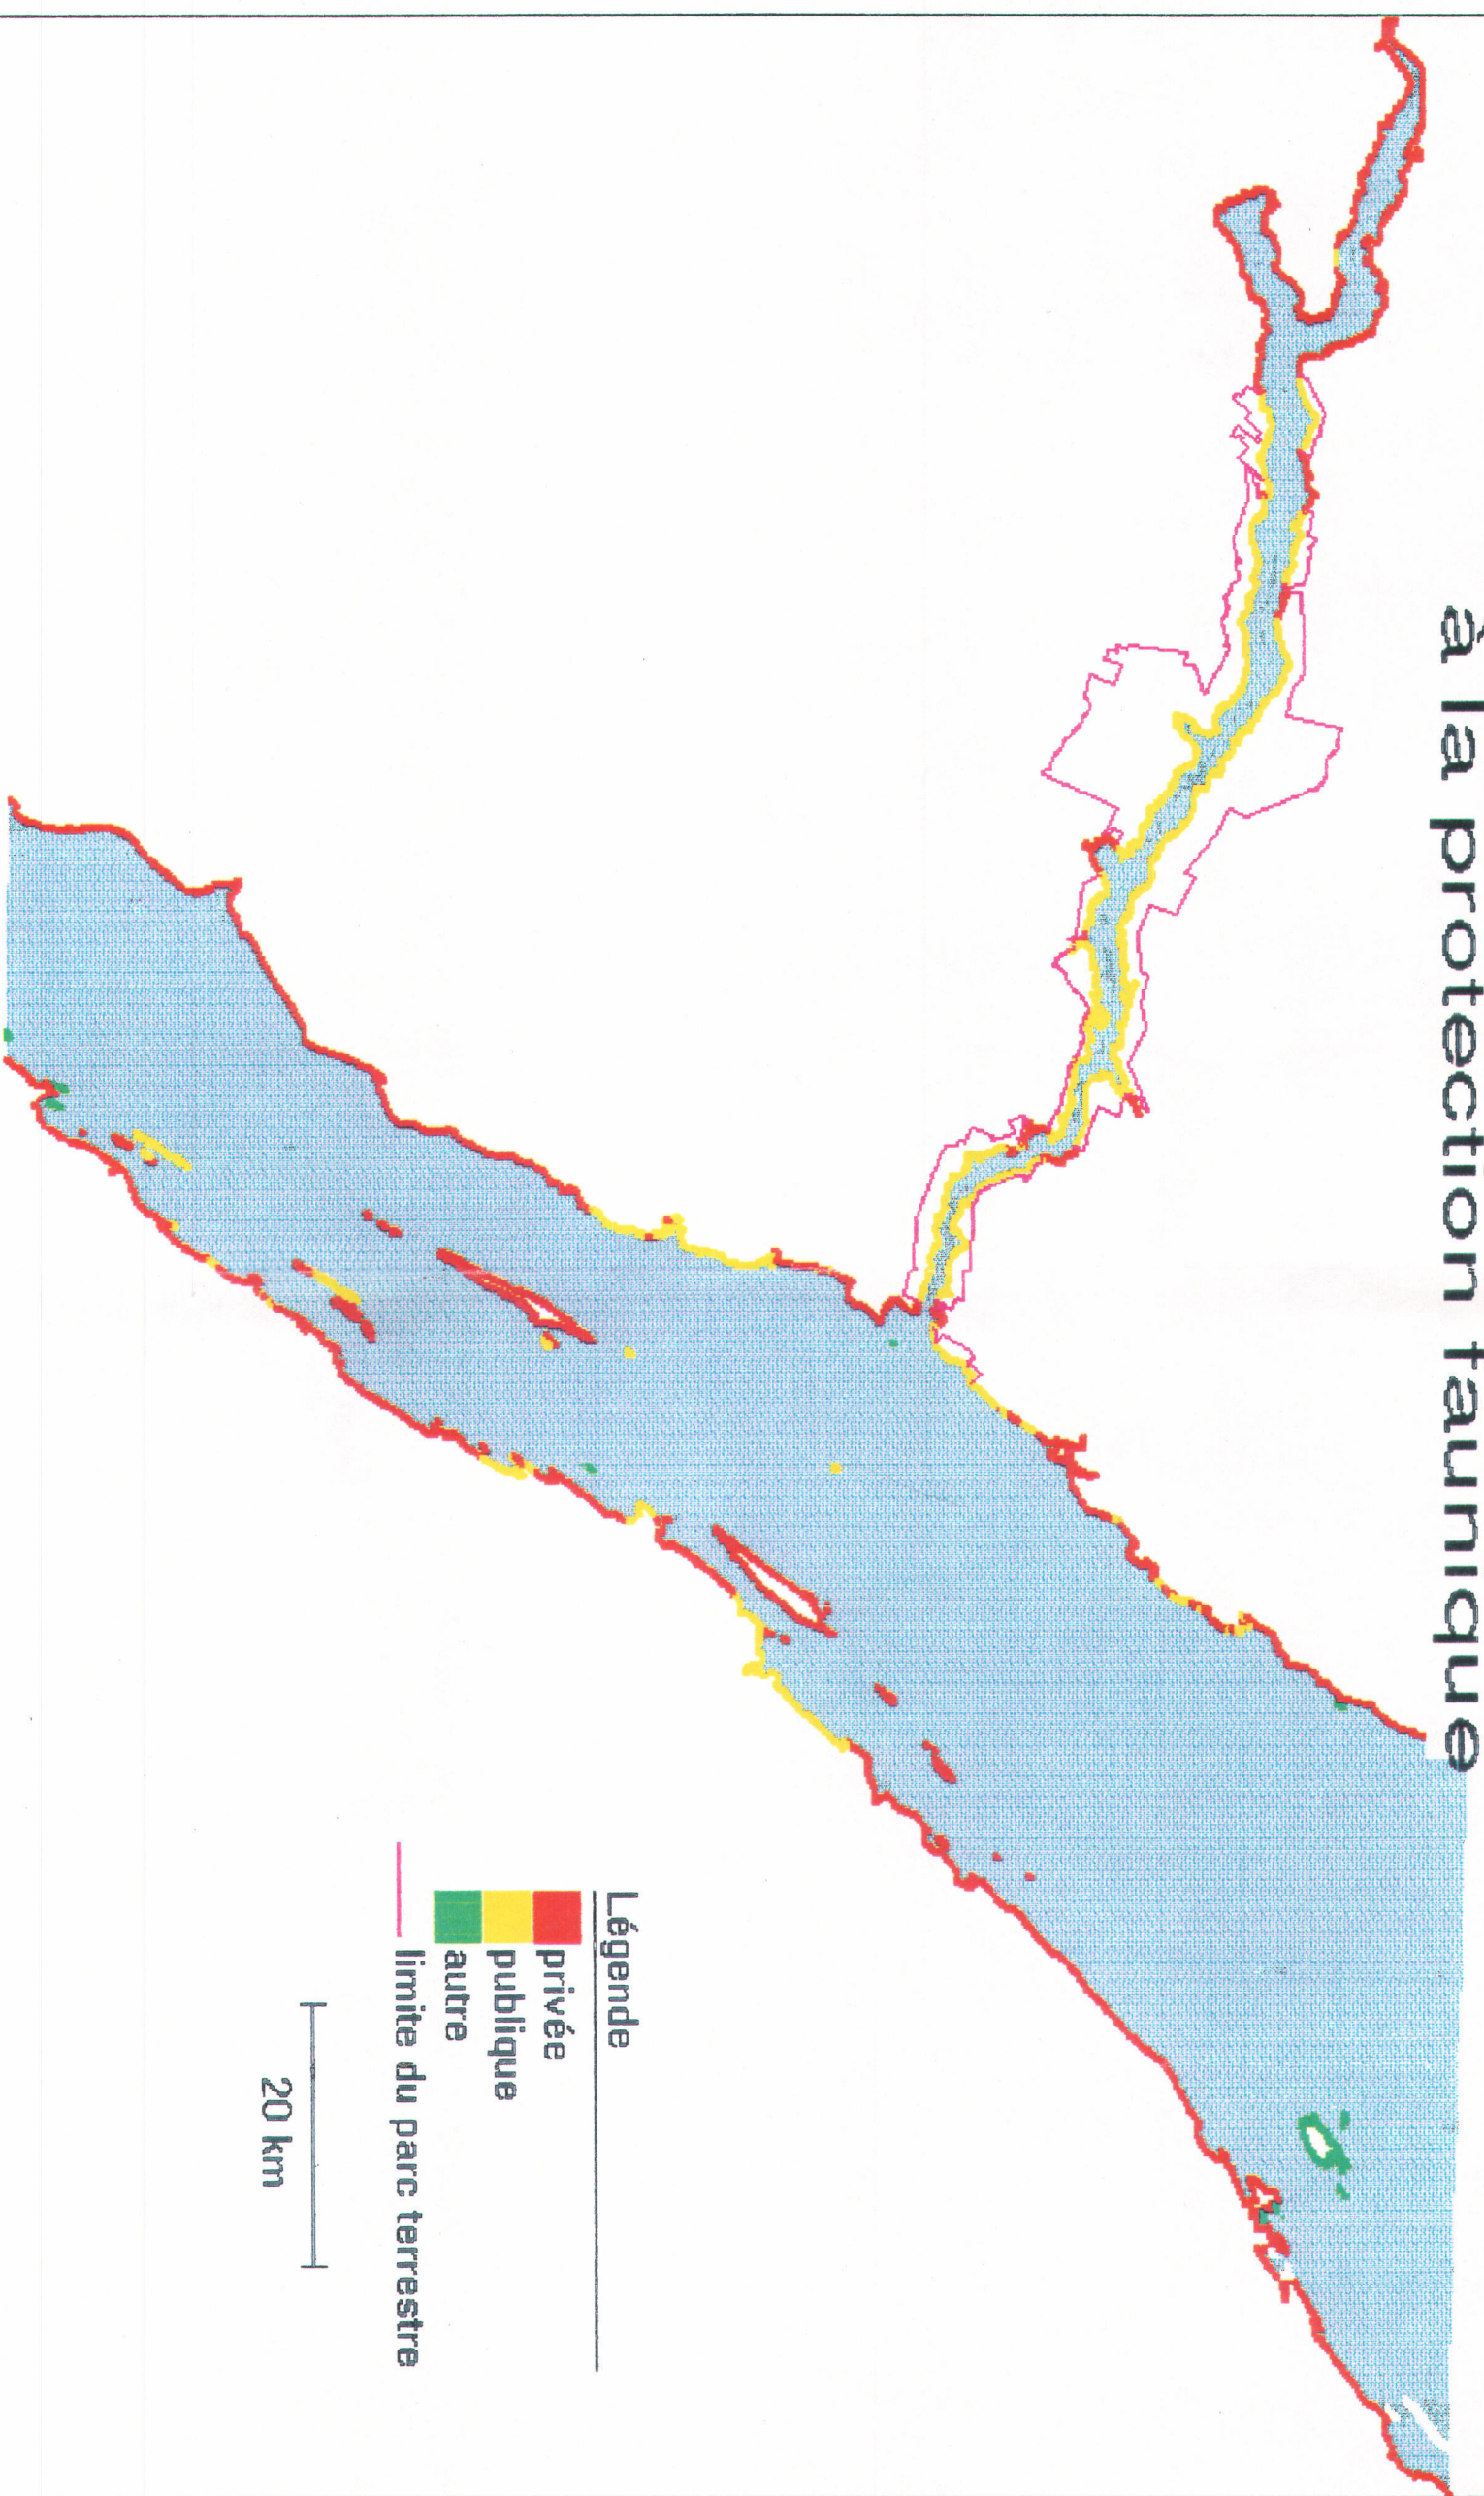 à la protection faunique
Légende
privée
publique
autre
limite du parc terrestre
20 km